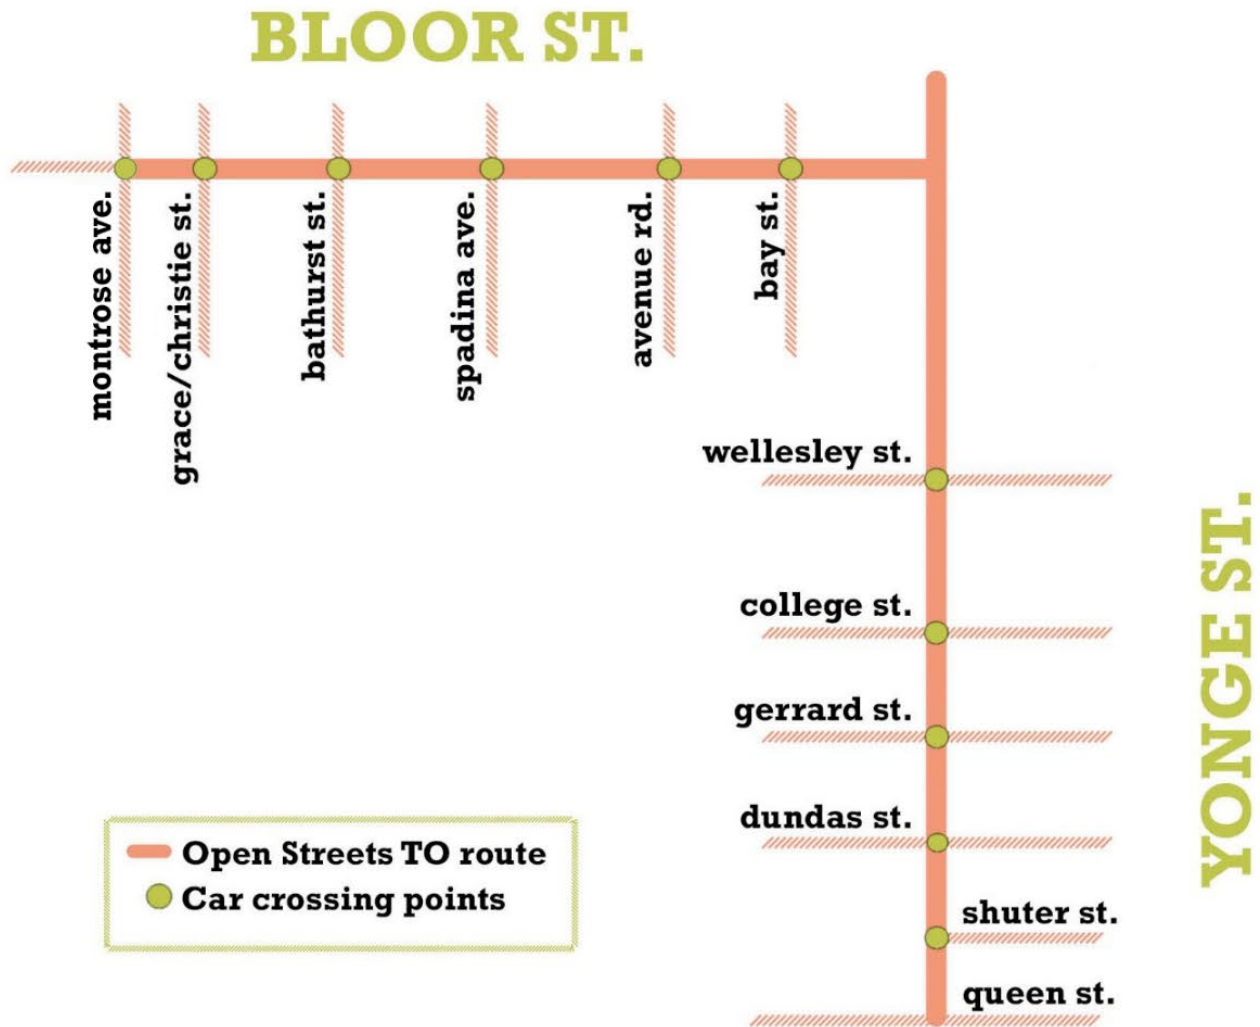 BLOOR ST.
montrose ave.
grace/christie st.
bathurst st.
spadina ave.
avenue rd.
bay st.
wellesley st.
college st.
gerrard st.
dundas st.
shuter st.
queen st.
YONGE ST.
Open Streets TO route
Car crossing points